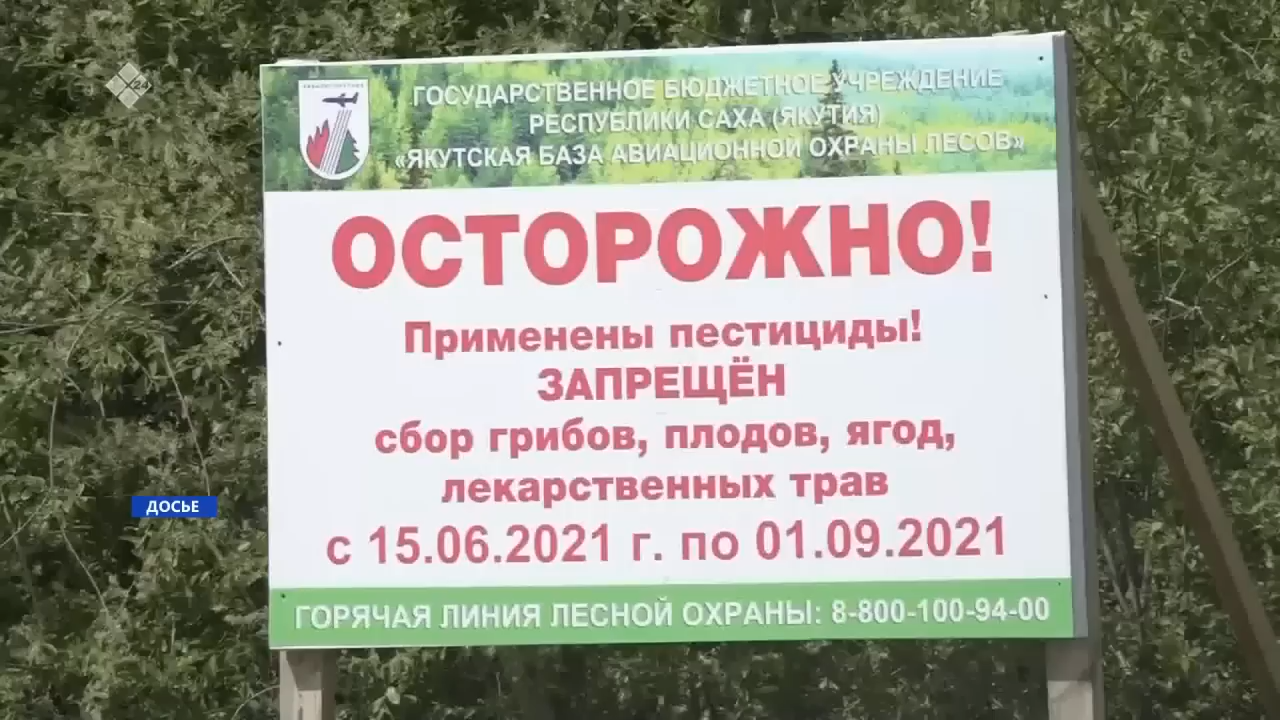 ГОСУДАРСТВЕННОЕ БЮДЖЕТНОЕ УЧРЕЖДЕНИЕ
РЕСПУБЛИКИ САХА (ЯКУТИЯ)
«ЯКУТСКАЯ БАЗА АВИАЦИОННОЙ ОХРАНЫ ЛЕСОВ»
ОСТОРОЖНО!
Применены пестициды!
ЗАПРЕЩЁН
сбор грибов, плодов, ягод,
лекарственных трав
с 15.06.2021 г. по 01.09.2021
ГОРЯЧАЯ ЛИНИЯ ЛЕСНОЙ ОХРАНЫ: 8-800-100-94-00
ДОСЬЕ